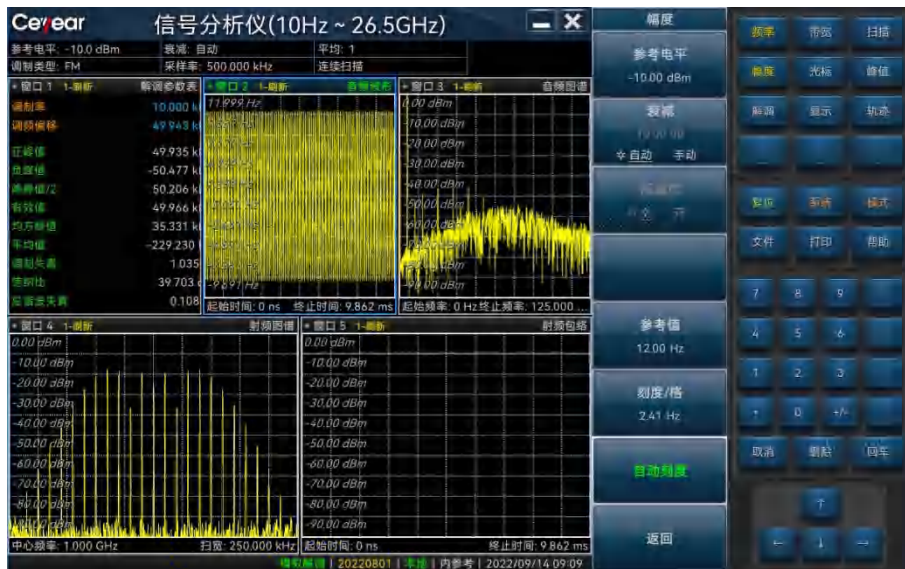 Ceyear 信号分析仪(10Hz ~ 26.5GHz)
参考电平: -10.0 dBm 衰减: 自动 平均: 1
调制类型: FM 采样率: 500.000 kHz 连续扫描
窗口 1 1-刷新 解调参数表
调制率 10.000 k
调频偏移 49.943 k
正峰值 49.935 k
负峰值 -50.477 k
峰峰值/2 50.206 k
有效值 49.966 k
均方根值 35.331 k
平均值 -229.230
调制失真 1.035
信纳比 39.703
总谐波失真 0.108
窗口 2 1-刷新
11.999 Hz
-9.691 Hz
起始时间: 0 ns 终止时间: 9.862 ms
窗口 3 1-刷新 音频图谱
0.00 dBm
-10.00 dBm
-20.00 dBm
-30.00 dBm
-40.00 dBm
-50.00 dBm
-60.00 dBm
-90.00 dBm
起始频率: 0 Hz 终止频率: 125.000 ...
窗口 4 1-刷新 射频图谱
0.00 dBm
-10.00 dBm
-20.00 dBm
-30.00 dBm
-40.00 dBm
-50.00 dBm
-60.00 dBm
-70.00 dBm
-80.00 dBm
中心频率: 1.000 GHz 扫宽: 250.000 kHz
窗口 5 1-刷新 射频包络
0.00 dBm
-10.00 dBm
-20.00 dBm
-30.00 dBm
-40.00 dBm
-50.00 dBm
-60.00 dBm
-70.00 dBm
-80.00 dBm
-90.00 dBm
起始时间: 0 ns 终止时间: 9.862 ms
模拟解调 20220801 本地 内参考 2022/09/14 09:09
幅度
参考电平
-10.00 dBm
衰减
自动 手动
参考值
12.00 Hz
刻度/格
2.41 Hz
自动刻度
返回
频率 带宽 扫描
幅度 光标 峰值
解调 显示 轨迹
复位 模式
文件 打印 帮助
7 8 9
4 5 6
1 2 3
0 +/-
取消 删除 回车
↑
← ↓ →